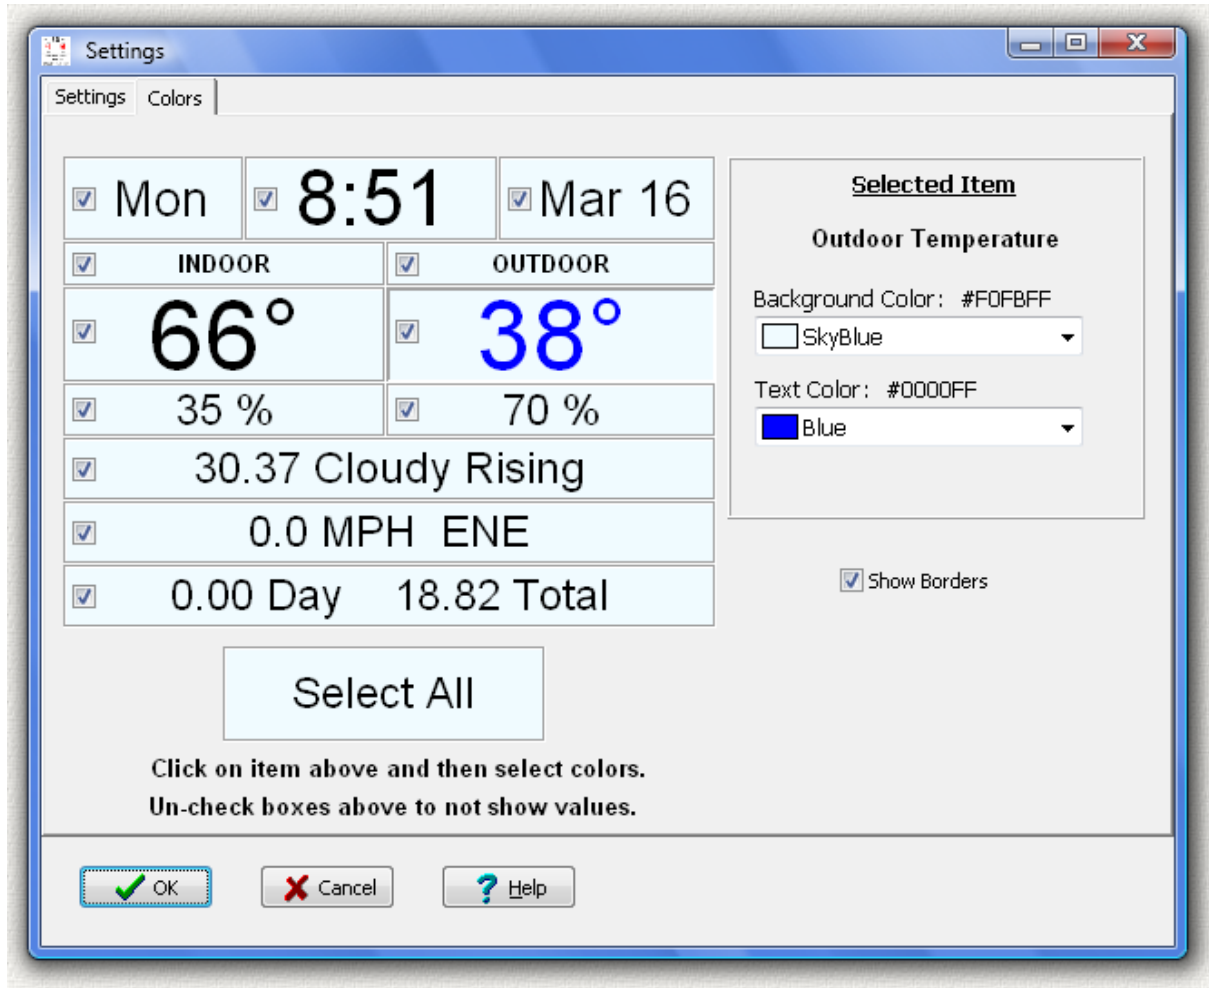 Settings
Settings Colors
Mon 8:51 Mar 16
INDOOR OUTDOOR
66° 38°
35 % 70 %
30.37 Cloudy Rising
0.0 MPH ENE
0.00 Day 18.82 Total
Select All
Click on item above and then select colors.
Un-check boxes above to not show values.
Selected Item
Outdoor Temperature
Background Color: #F0FBFF
SkyBlue
Text Color: #0000FF
Blue
Show Borders
OK Cancel Help